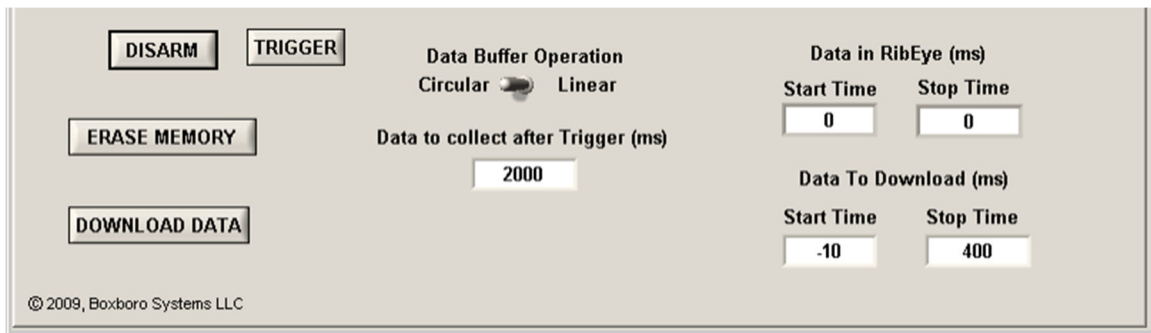 DISARM
TRIGGER
ERASE MEMORY
DOWNLOAD DATA
Data Buffer Operation
Circular Linear
Data to collect after Trigger (ms)
2000
Data in RibEye (ms)
Start Time Stop Time
0 0
Data To Download (ms)
Start Time Stop Time
-10 400
© 2009, Boxboro Systems LLC